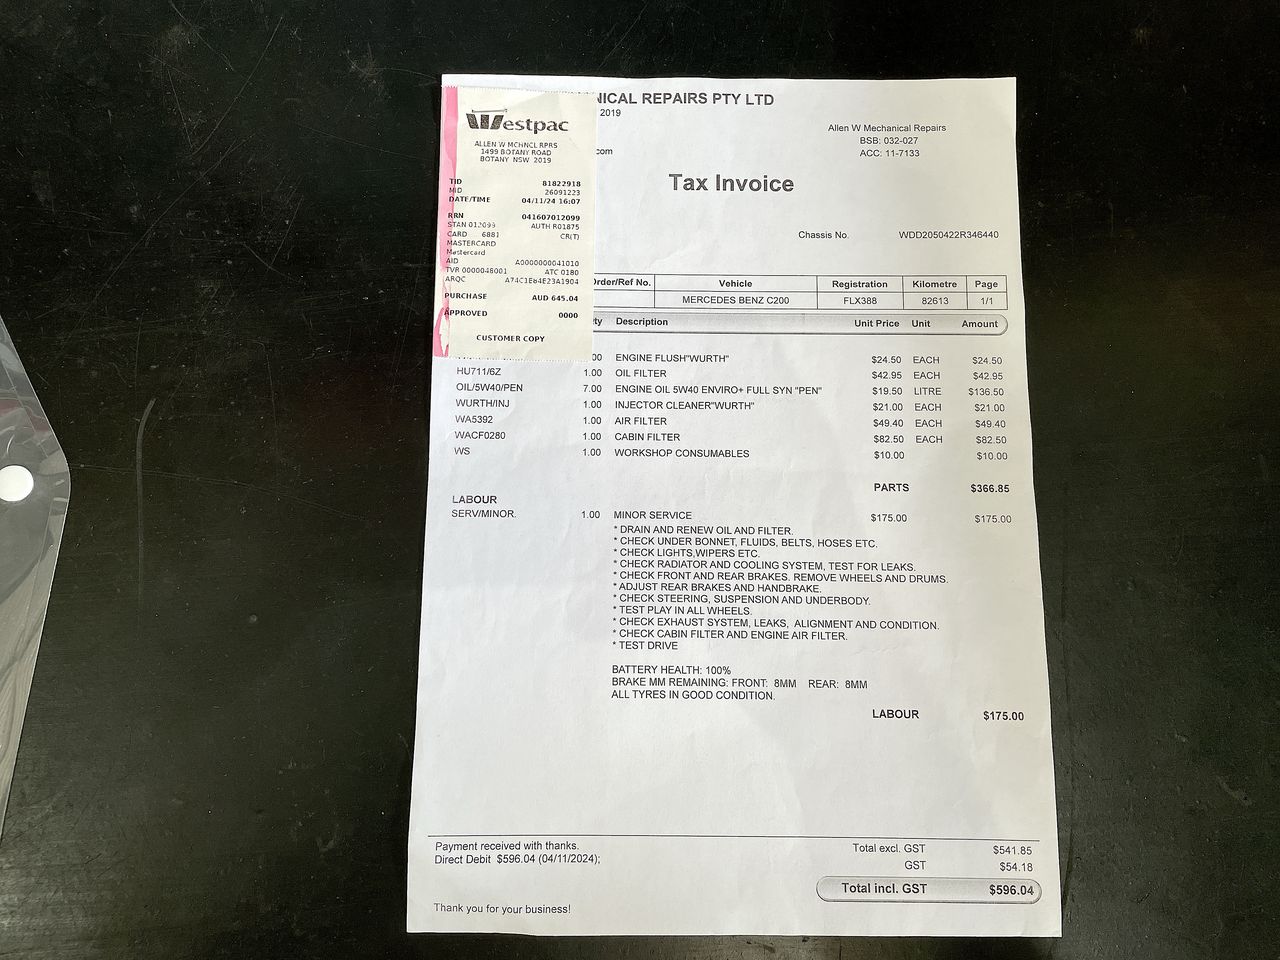 NICAL REPAIRS PTY LTD
2019
com
Allen W Mechanical Repairs
BSB: 032-027
ACC: 11-7133
Tax Invoice
Chassis No. WDD2050422R346440
Westpac
ALLEN W MCHNCL RPRS
1499 BOTANY ROAD
BOTANY NSW 2019
TID 81822918
MID 26091223
DATE/TIME 04/11/24 16:07
RRN 041607012099
STAN 012099 AUTH R01875
CARD 6881 CR(T)
MASTERCARD
Mastercard
AID A0000000041010
TVR 0000048001 ATC 0180
ARQC A74C1E64E23A1904
PURCHASE AUD 645.04
APPROVED 0000
CUSTOMER COPY
Order/Ref No. Vehicle Registration Kilometre Page
MERCEDES BENZ C200 FLX388 82613 1/1
ty Description Unit Price Unit Amount
00 ENGINE FLUSH"WURTH" $24.50 EACH $24.50
HU711/6Z 1.00 OIL FILTER $42.95 EACH $42.95
OIL/5W40/PEN 7.00 ENGINE OIL 5W40 ENVIRO+ FULL SYN "PEN" $19.50 LITRE $136.50
WURTH/INJ 1.00 INJECTOR CLEANER"WURTH" $21.00 EACH $21.00
WA5392 1.00 AIR FILTER $49.40 EACH $49.40
WACF0280 1.00 CABIN FILTER $82.50 EACH $82.50
WS 1.00 WORKSHOP CONSUMABLES $10.00 $10.00
PARTS $366.85
LABOUR
SERV/MINOR. 1.00 MINOR SERVICE $175.00 $175.00
* DRAIN AND RENEW OIL AND FILTER.
* CHECK UNDER BONNET, FLUIDS, BELTS, HOSES ETC.
* CHECK LIGHTS,WIPERS ETC.
* CHECK RADIATOR AND COOLING SYSTEM, TEST FOR LEAKS.
* CHECK FRONT AND REAR BRAKES. REMOVE WHEELS AND DRUMS.
* ADJUST REAR BRAKES AND HANDBRAKE.
* CHECK STEERING, SUSPENSION AND UNDERBODY.
* TEST PLAY IN ALL WHEELS.
* CHECK EXHAUST SYSTEM, LEAKS, ALIGNMENT AND CONDITION.
* CHECK CABIN FILTER AND ENGINE AIR FILTER.
* TEST DRIVE
BATTERY HEALTH: 100%
BRAKE MM REMAINING: FRONT: 8MM REAR: 8MM
ALL TYRES IN GOOD CONDITION.
LABOUR $175.00
Payment received with thanks.
Direct Debit $596.04 (04/11/2024);
Total excl. GST $541.85
GST $54.18
Total incl. GST $596.04
Thank you for your business!